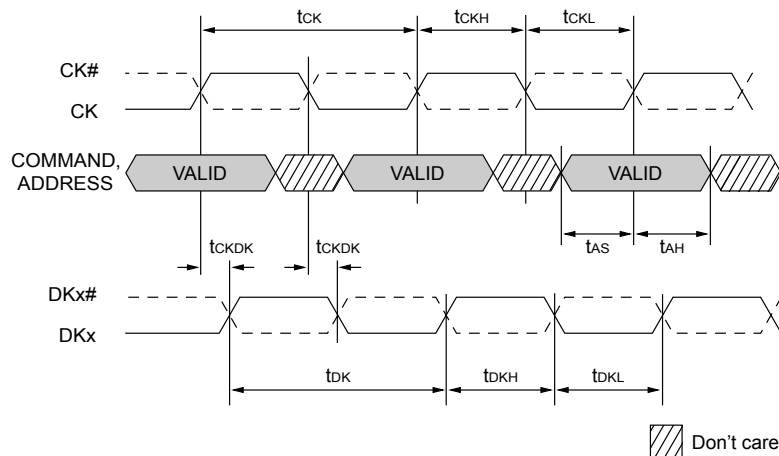 tCK tCKH tCKL
CK#
CK
COMMAND,
ADDRESS
VALID VALID VALID
tCKDK tCKDK tAS tAH
DKx#
DKx
tDK tDKH tDKL
Don't care